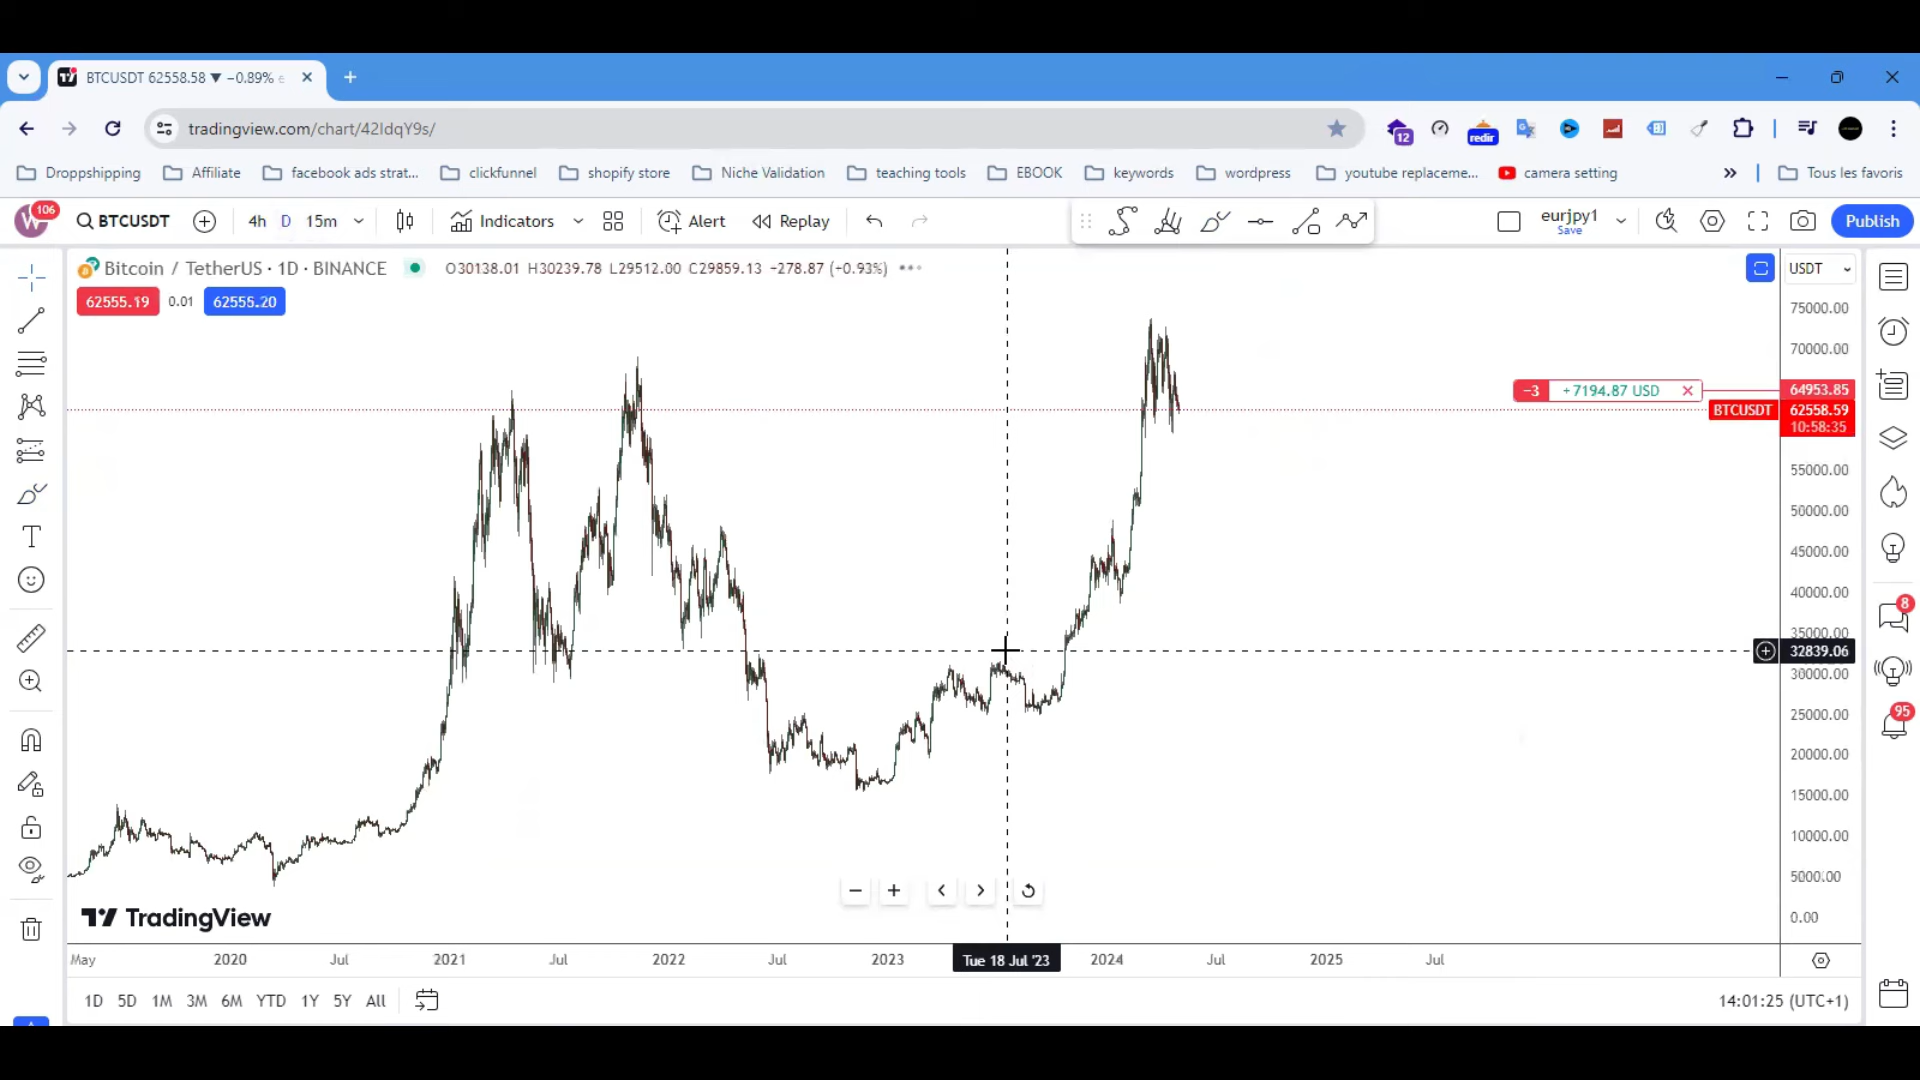 BTCUSDT 62558.58 ▼ −0.89%
tradingview.com/chart/42IdqY9s/
12
redir
Droppshipping
Affiliate
facebook ads strat...
clickfunnel
shopify store
Niche Validation
teaching tools
EBOOK
keywords
wordpress
youtube replaceme...
camera setting
»
Tous les favoris
W 106
BTCUSDT
4h D 15m
Indicators
Alert
Replay
eurjpy1
Save
Publish
Bitcoin / TetherUS · 1D · BINANCE
O30138.01 H30239.78 L29512.00 C29859.13 −278.87 (+0.93%)
USDT
62555.19 0.01 62555.20
75000.00
70000.00
−3 +7194.87 USD
64953.85
BTCUSDT 62558.59
10:58:35
55000.00
50000.00
45000.00
40000.00
35000.00
32839.06
30000.00
25000.00
20000.00
15000.00
10000.00
5000.00
0.00
8
95
TradingView
May 2020 Jul 2021 Jul 2022 Jul 2023 Tue 18 Jul '23 2024 Jul 2025 Jul
1D 5D 1M 3M 6M YTD 1Y 5Y All
14:01:25 (UTC+1)